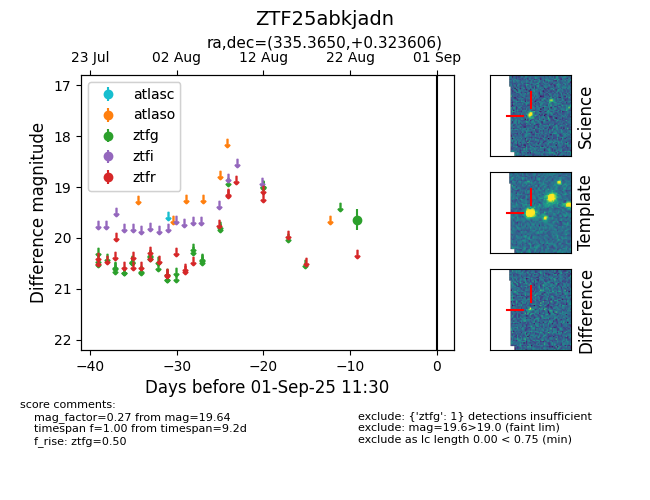 ZTF25abkjadn
ra,dec=(335.3650,+0.323606)
23 Jul 02 Aug 12 Aug 22 Aug 01 Sep
17
18
19
20
21
22
Difference magnitude
atlasc
atlaso
ztfg
ztfi
ztfr
−40 −30 −20 −10 0
Days before 01-Sep-25 11:30
Science
Template
Difference
score comments:
mag_factor=0.27 from mag=19.64
timespan f=1.00 from timespan=9.2d
f_rise: ztfg=0.50
exclude: {'ztfg': 1} detections insufficient
exclude: mag=19.6>19.0 (faint lim)
exclude as lc length 0.00 < 0.75 (min)